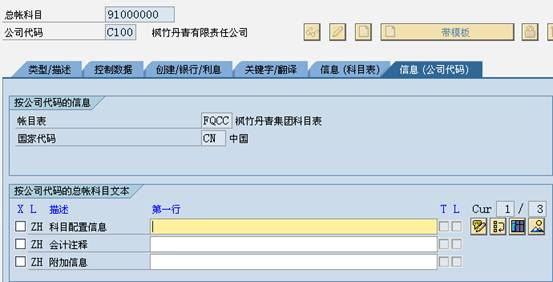 总帐科目 91000000
公司代码 C100 枫竹丹青有限责任公司
带模板
类型/描述 控制数据 创建/银行/利息 关键字/翻译 信息 (科目表) 信息 (公司代码)
按公司代码的信息
帐目表 FQCC 枫竹丹青集团科目表
国家代码 CN 中国
按公司代码的总帐科目文本
X L 描述 第一行 T L Cur 1 / 3
ZH 科目配置信息
ZH 会计注释
ZH 附加信息